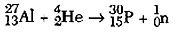 ²⁷₁₃Al + ⁴₂He → ³⁰₁₅P + ¹₀n